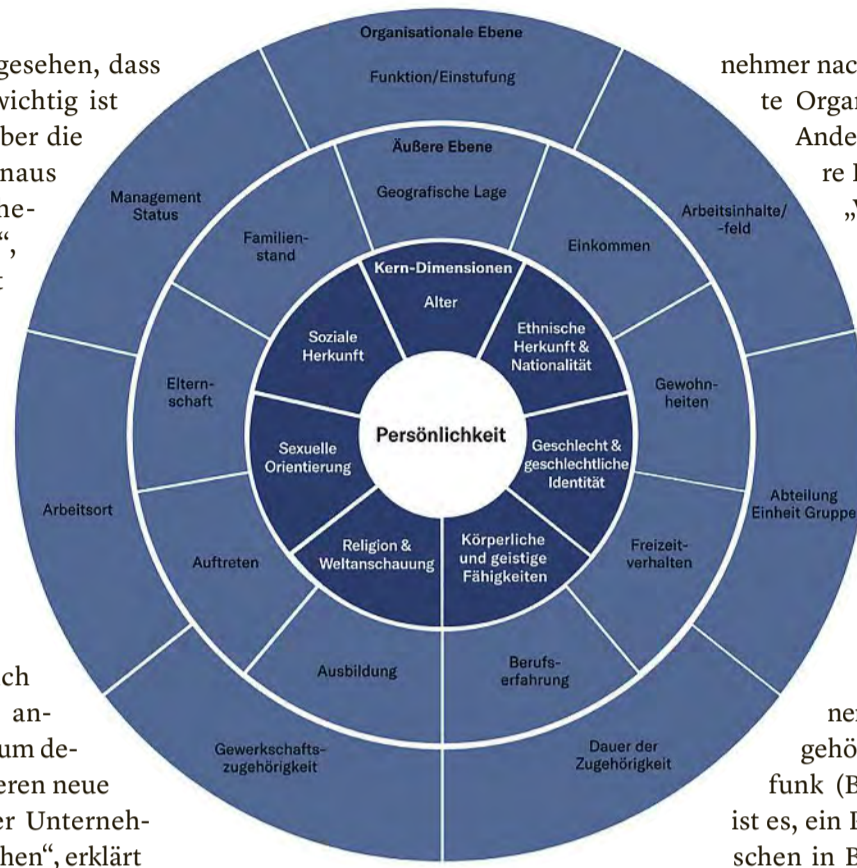 gesehen, dass
wichtig ist
ber die
naus
ne-
“,
t
ch
an-
um de-
eren neue
er Unterneh-
hen“, erklärt
Organisationale Ebene
Funktion/Einstufung
Management
Status
Arbeitsinhalte/
-feld
Arbeitsort
Abteilung
Einheit Gruppe
Gewerkschafts-
zugehörigkeit
Dauer der
Zugehörigkeit
Äußere Ebene
Geografische Lage
Familien-
stand
Einkommen
Eltern-
schaft
Gewohn-
heiten
Auftreten
Freizeit-
verhalten
Ausbildung
Berufs-
erfahrung
Kern-Dimensionen
Alter
Soziale
Herkunft
Ethnische
Herkunft &
Nationalität
Sexuelle
Orientierung
Geschlecht &
geschlechtliche
Identität
Religion &
Weltanschauung
Körperliche
und geistige
Fähigkeiten
Persönlichkeit
nehmer nac
te Organ
Ande
re
gehö
funk (B
ist es, ein
schen in B